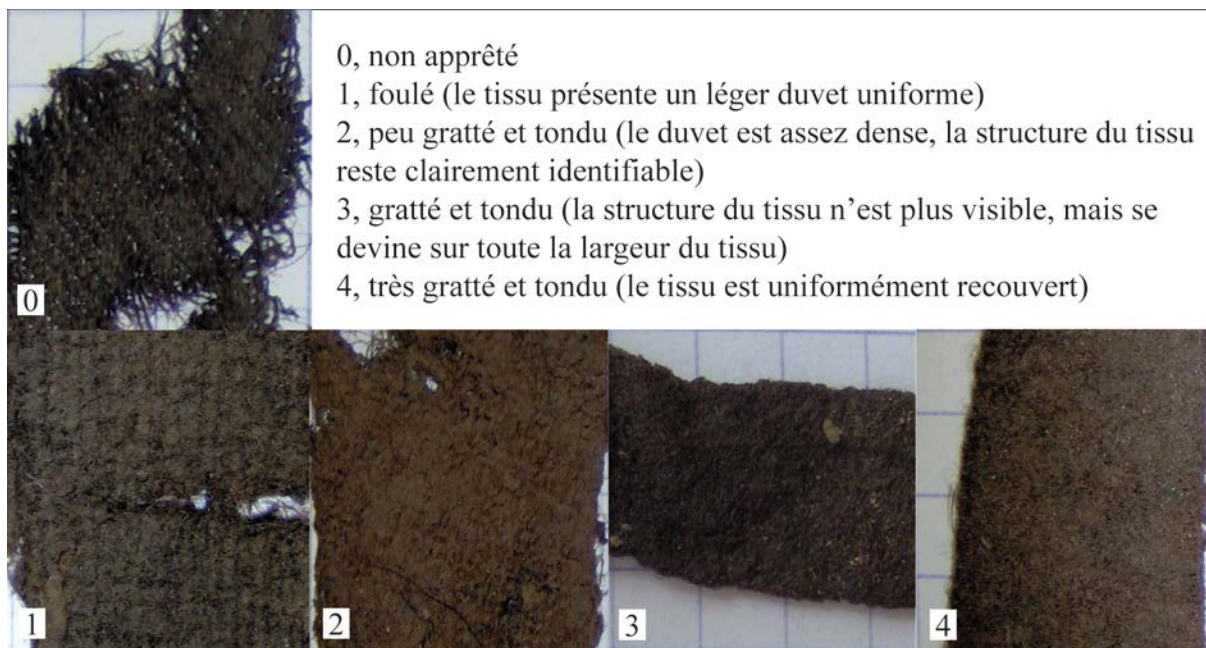 0, non apprêté
1, foulé (le tissu présente un léger duvet uniforme)
2, peu gratté et tondu (le duvet est assez dense, la structure du tissu
reste clairement identifiable)
3, gratté et tondu (la structure du tissu n’est plus visible, mais se
devine sur toute la largeur du tissu)
4, très gratté et tondu (le tissu est uniformément recouvert)
0
1
2
3
4